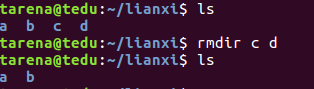 tarena@tedu:~/lianxi$ ls
a  b  c  d
tarena@tedu:~/lianxi$ rmdir c d
tarena@tedu:~/lianxi$ ls
a  b